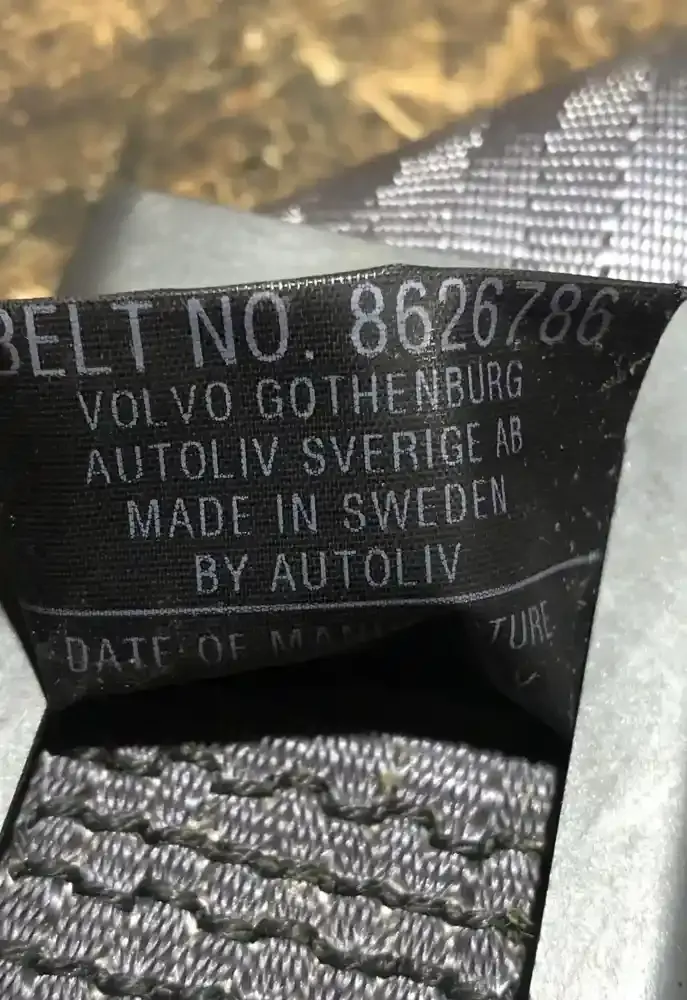 BELT NO. 8626786
VOLVO GOTHENBURG
AUTOLIV SVERIGE AB
MADE IN SWEDEN
BY AUTOLIV
DATE OF